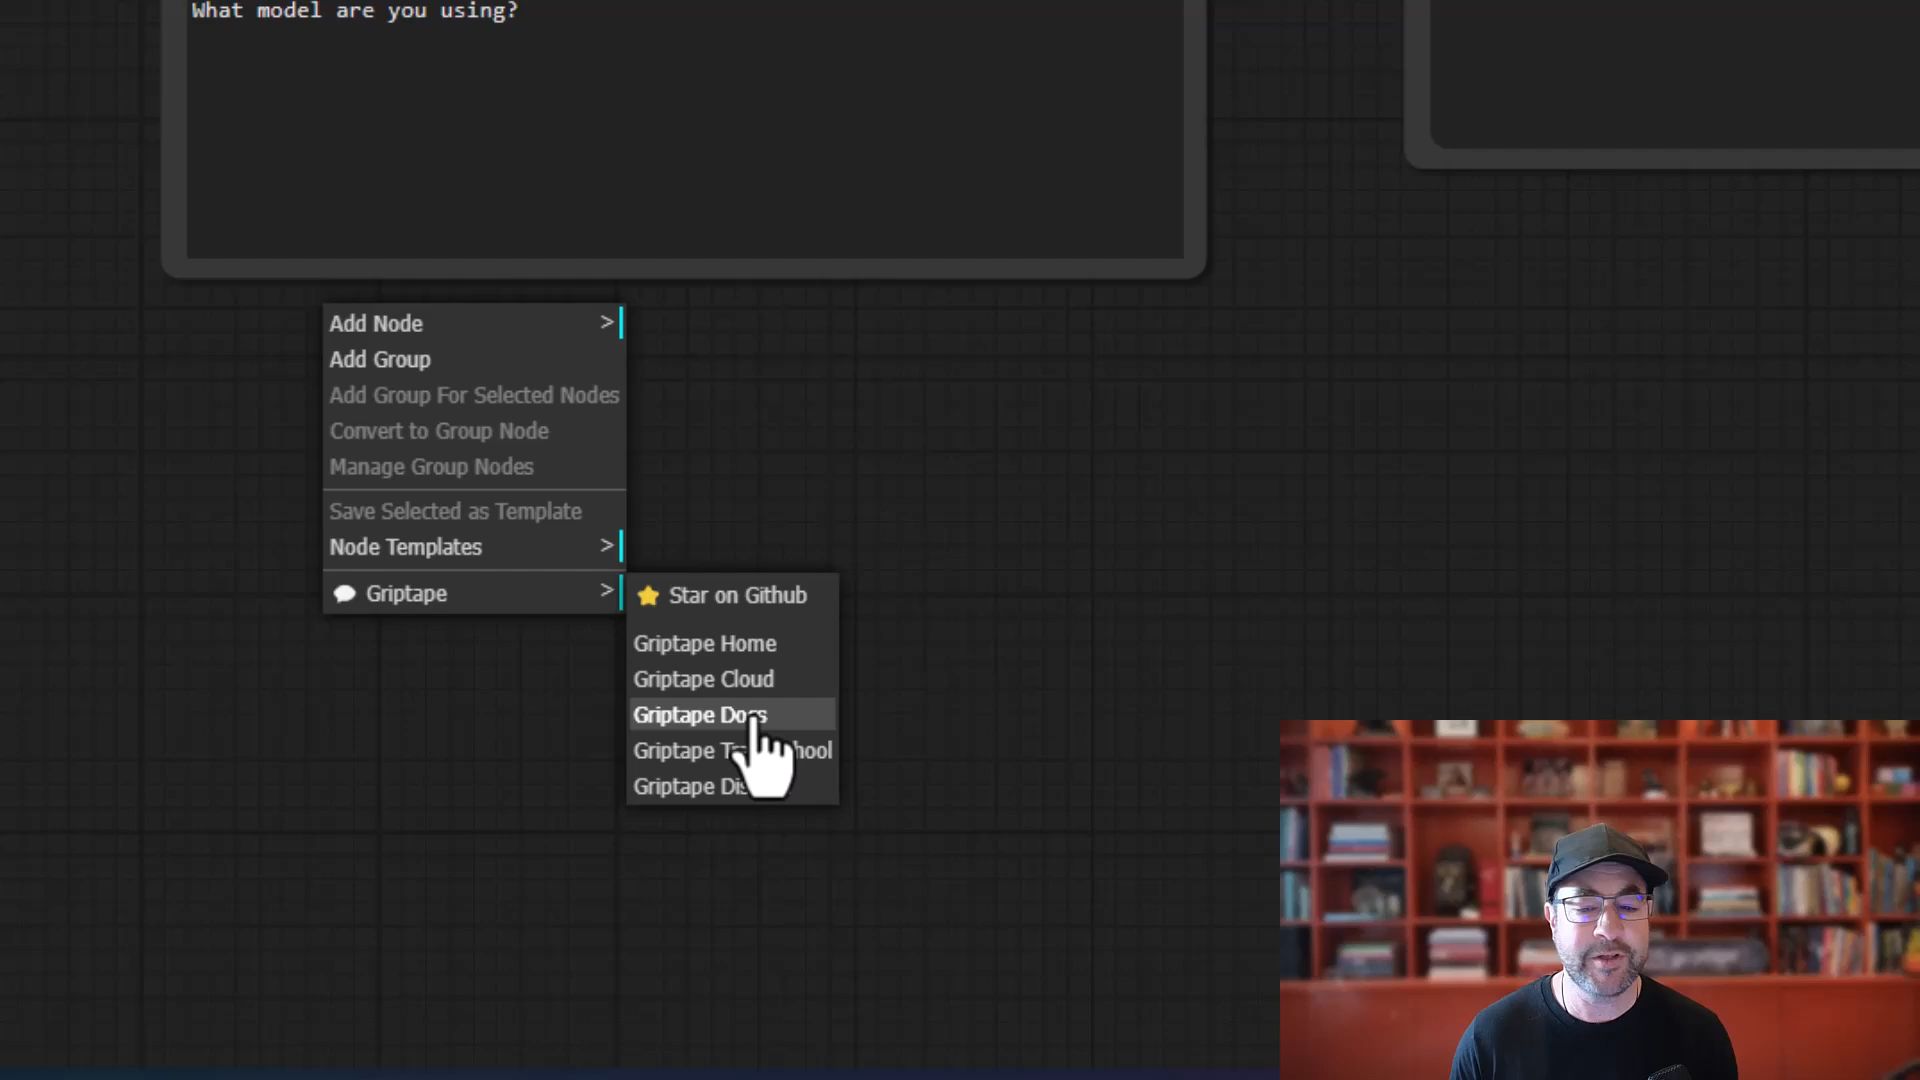 What model are you using?
Add Node >
Add Group
Add Group For Selected Nodes
Convert to Group Node
Manage Group Nodes
Save Selected as Template
Node Templates >
Griptape >
Star on Github
Griptape Home
Griptape Cloud
Griptape Docs
Griptape
Griptape